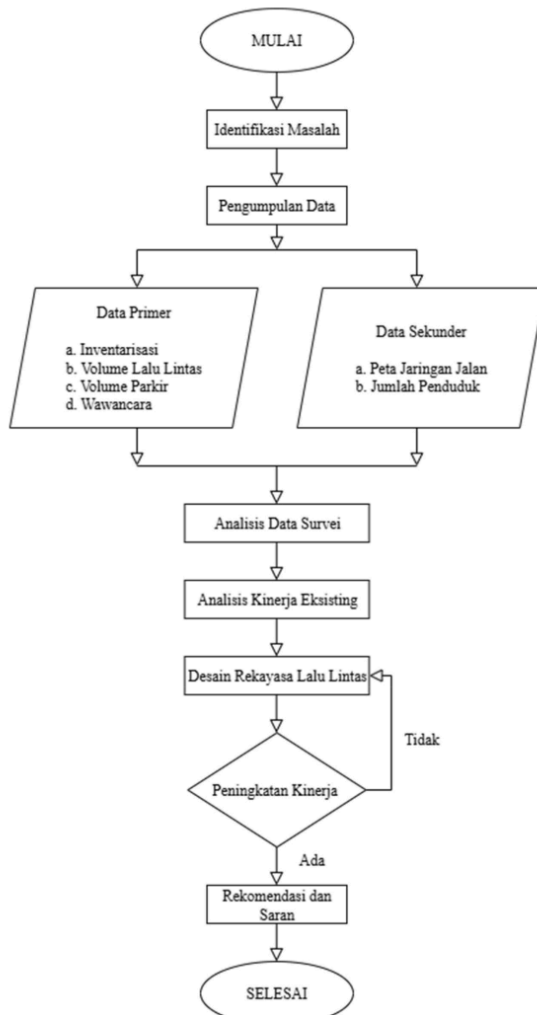 MULAI
Identifikasi Masalah
Pengumpulan Data
Data Primer
a. Inventarisasi
b. Volume Lalu Lintas
c. Volume Parkir
d. Wawancara
Data Sekunder
a. Peta Jaringan Jalan
b. Jumlah Penduduk
Analisis Data Survei
Analisis Kinerja Eksisting
Desain Rekayasa Lalu Lintas
Tidak
Peningkatan Kinerja
Ada
Rekomendasi dan
Saran
SELESAI